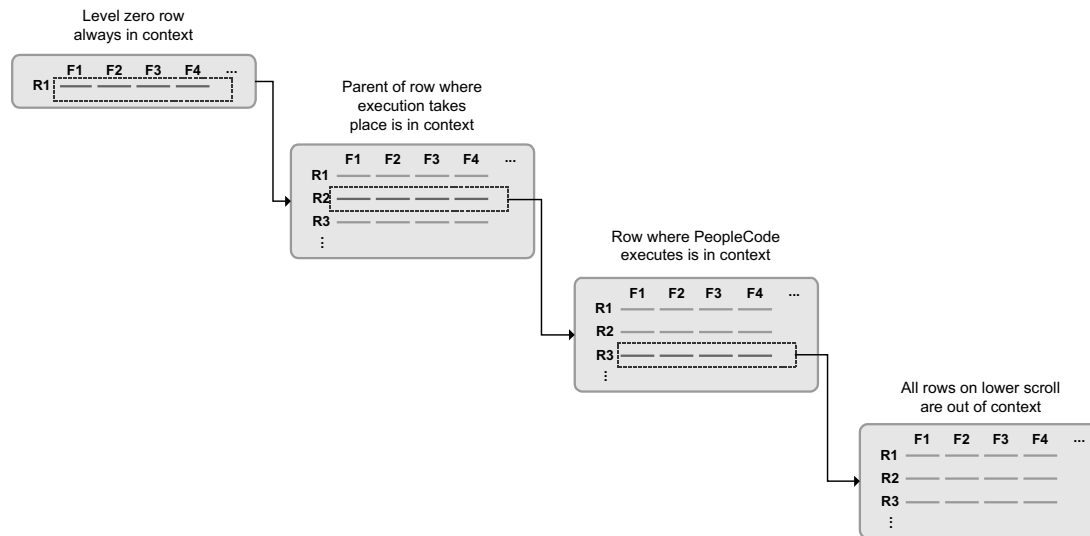 Level zero row
always in context
F1 F2 F3 F4 ...
R1
Parent of row where
execution takes
place is in context
F1 F2 F3 F4 ...
R1
R2
R3
⋮
Row where PeopleCode
executes is in context
F1 F2 F3 F4 ...
R1
R2
R3
⋮
All rows on lower scroll
are out of context
F1 F2 F3 F4 ...
R1
R2
R3
⋮